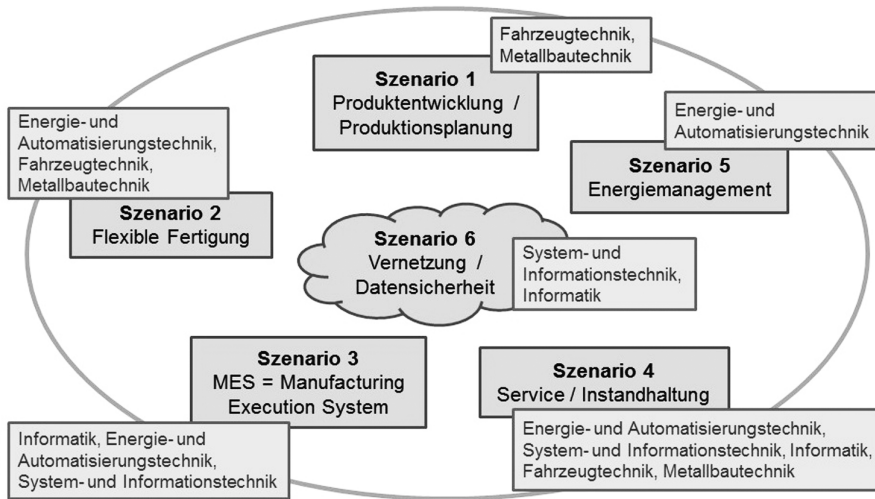 Fahrzeugtechnik,
Metallbautechnik
Szenario 1
Produktentwicklung /
Produktionsplanung
Energie- und
Automatisierungstechnik
Szenario 5
Energiemanagement
Energie- und
Automatisierungstechnik,
Fahrzeugtechnik,
Metallbautechnik
Szenario 2
Flexible Fertigung
Szenario 6
Vernetzung /
Datensicherheit
System- und
Informationstechnik,
Informatik
Szenario 3
MES = Manufacturing
Execution System
Informatik, Energie- und
Automatisierungstechnik,
System- und Informationstechnik
Szenario 4
Service / Instandhaltung
Energie- und Automatisierungstechnik,
System- und Informationstechnik, Informatik,
Fahrzeugtechnik, Metallbautechnik